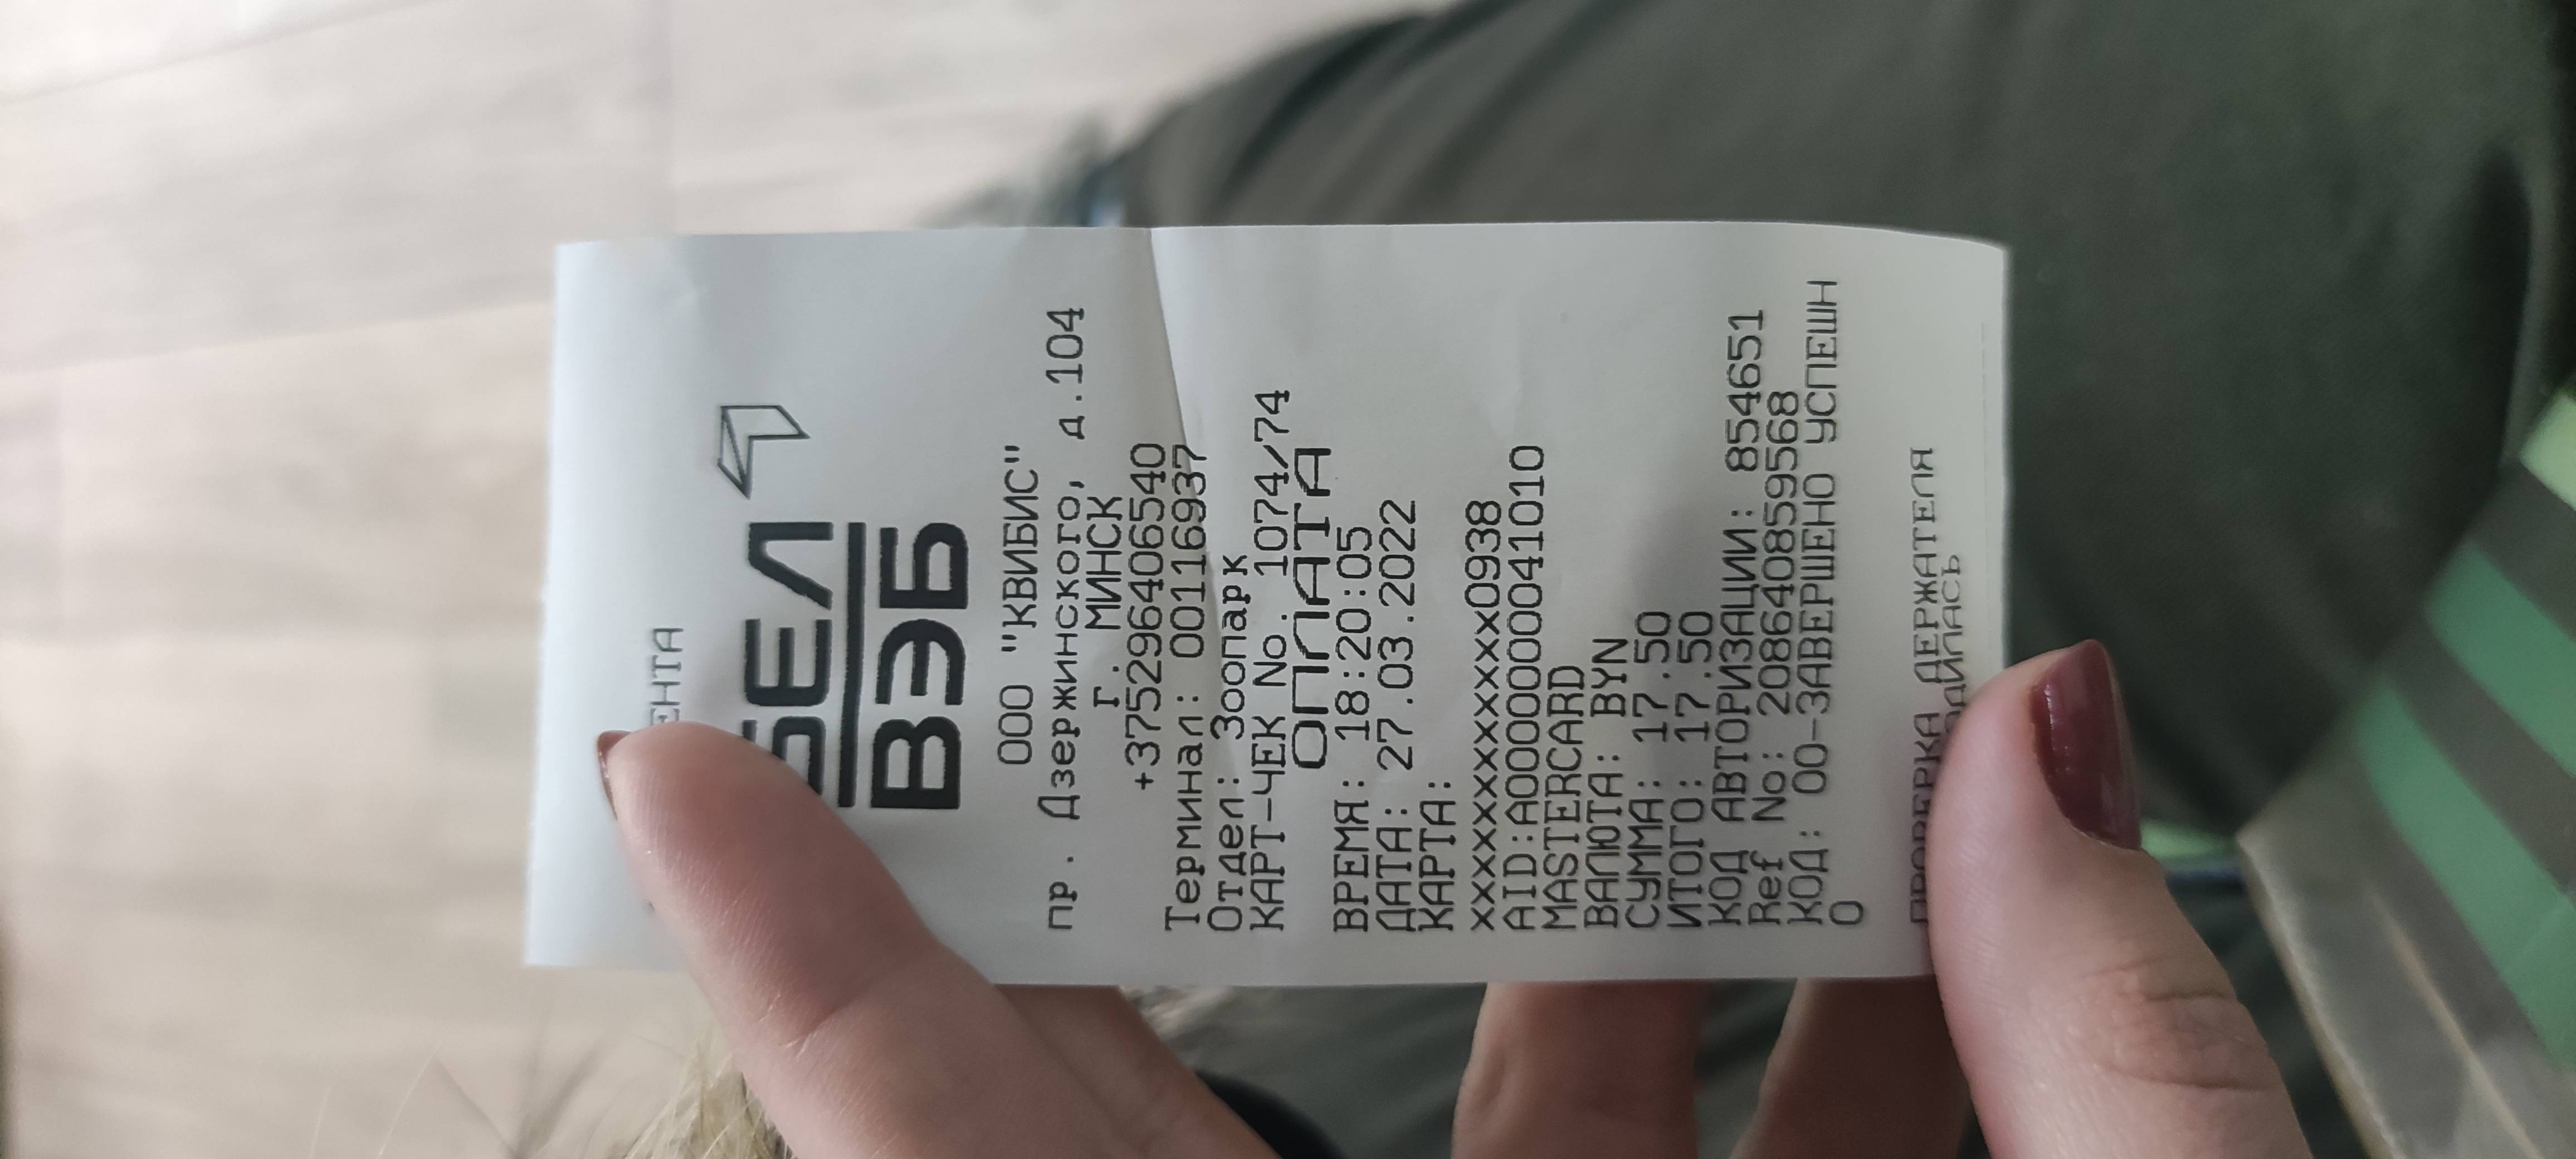 БЕЛ
ВЭБ
ООО "КВИБИС"
пр. Дзержинского, д.104
Г. МИНСК
+375296406540
Терминал: 00116937
Отдел: Зоопарк
КАРТ-ЧЕК No. 1074/74
ОПЛАТА
ВРЕМЯ: 18:20:05
ДАТА: 27.03.2022
КАРТА:
XXXXXXXXXXXX0938
AID:A0000000041010
MASTERCARD
ВАЛЮТА: BYN
СУММА: 17.50
ИТОГО: 17.50
КОД АВТОРИЗАЦИИ: 854651
Ref No: 208640859568
КОД: 00-ЗАВЕРШЕНО УСПЕШН
О
ПРОВЕРКА ДЕРЖАТЕЛЯ